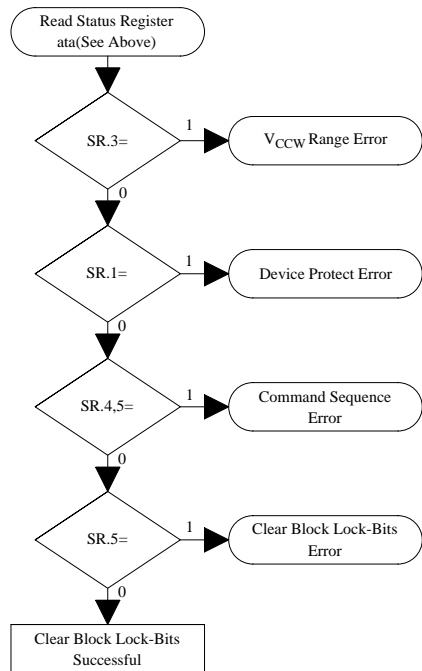 Read Status Register
ata(See Above)
SR.3=
1
VCCW Range Error
0
SR.1=
1
Device Protect Error
0
SR.4,5=
1
Command Sequence
Error
0
SR.5=
1
Clear Block Lock-Bits
Error
0
Clear Block Lock-Bits
Successful